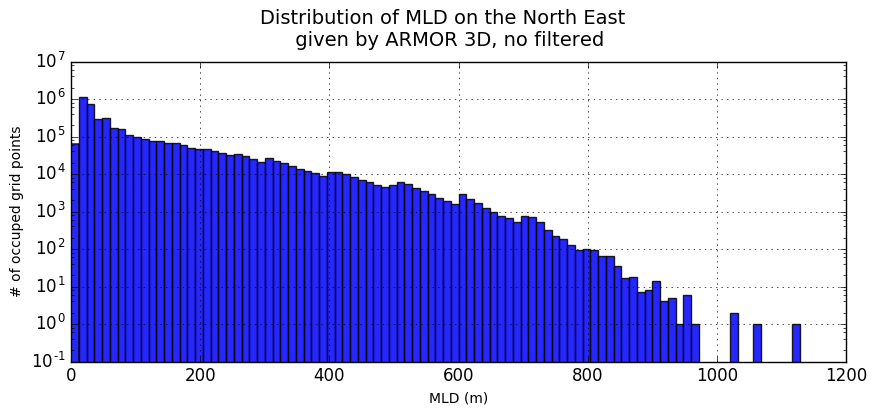 Distribution of MLD on the North East
given by ARMOR 3D, no filtered
10^7
10^6
10^5
10^4
10^3
10^2
10^1
10^0
10^-1
# of occuped grid points
0 200 400 600 800 1000 1200
MLD (m)